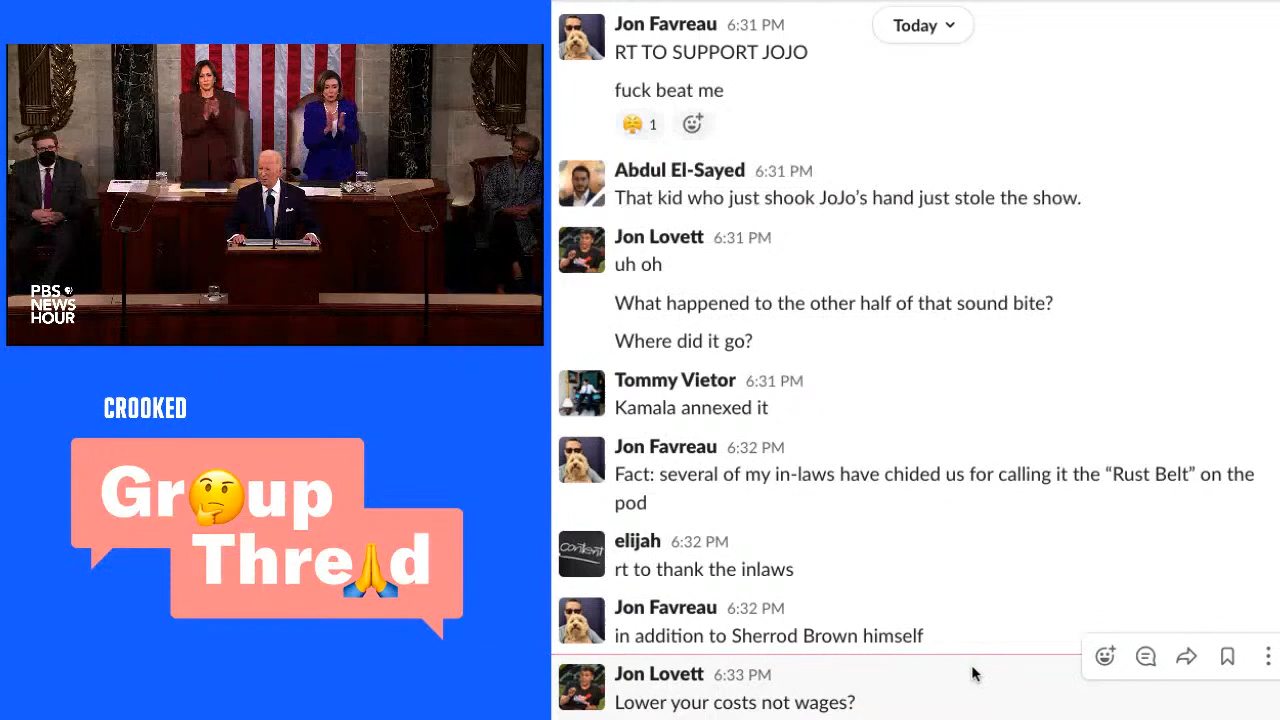 PBS
NEWS
HOUR
CROOKED
Gr🤔up
Thre🙏d
Today
Jon Favreau 6:31 PM
RT TO SUPPORT JOJO
fuck beat me
1
Abdul El-Sayed 6:31 PM
That kid who just shook JoJo’s hand just stole the show.
Jon Lovett 6:31 PM
uh oh
What happened to the other half of that sound bite?
Where did it go?
Tommy Vietor 6:31 PM
Kamala annexed it
Jon Favreau 6:32 PM
Fact: several of my in-laws have chided us for calling it the “Rust Belt” on the
pod
content
elijah 6:32 PM
rt to thank the inlaws
Jon Favreau 6:32 PM
in addition to Sherrod Brown himself
Jon Lovett 6:33 PM
Lower your costs not wages?